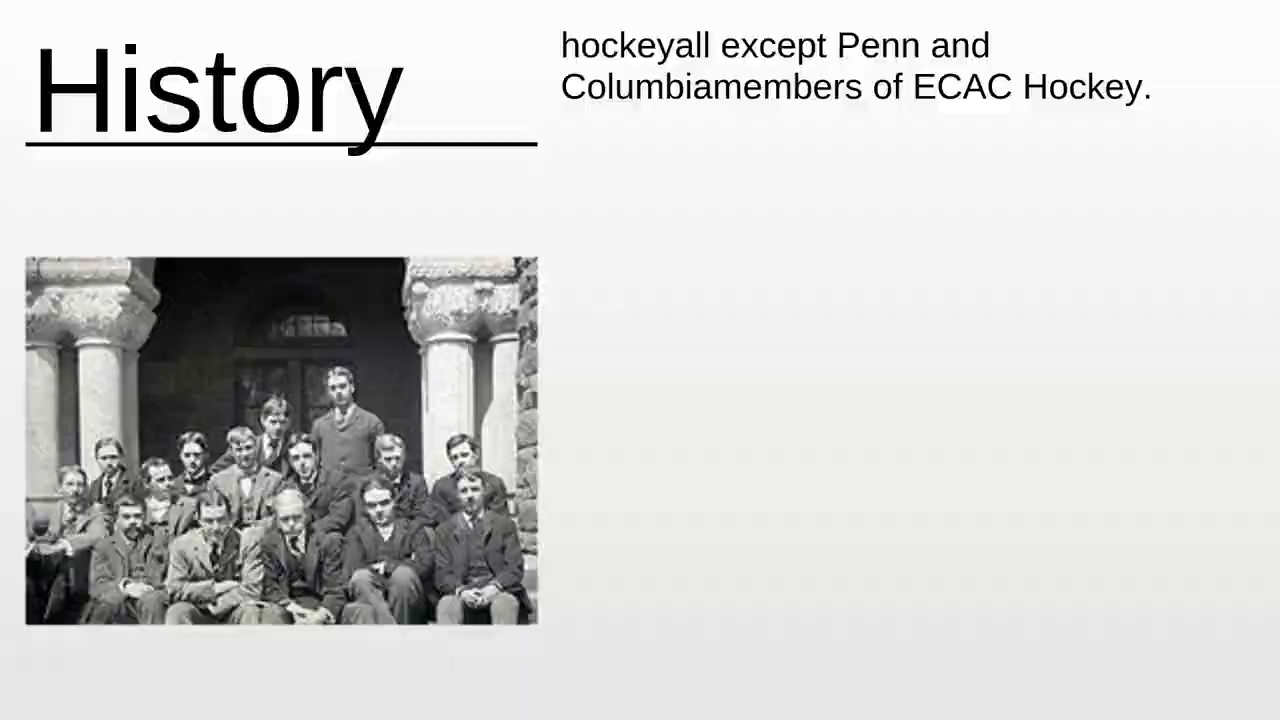 History
hockeyall except Penn and
Columbiamembers of ECAC Hockey.